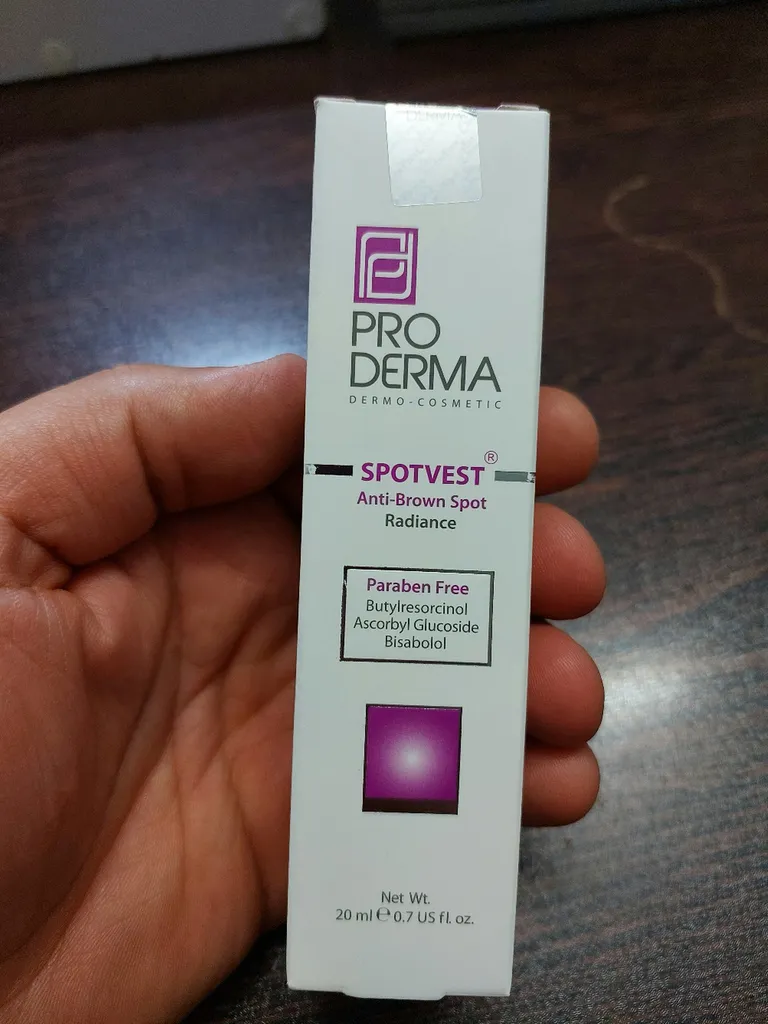 PRO
DERMA
DERMO-COSMETIC
SPOTVEST®
Anti-Brown Spot
Radiance
Paraben Free
Butylresorcinol
Ascorbyl Glucoside
Bisabolol
Net Wt.
20 ml ℮ 0.7 US fl. oz.